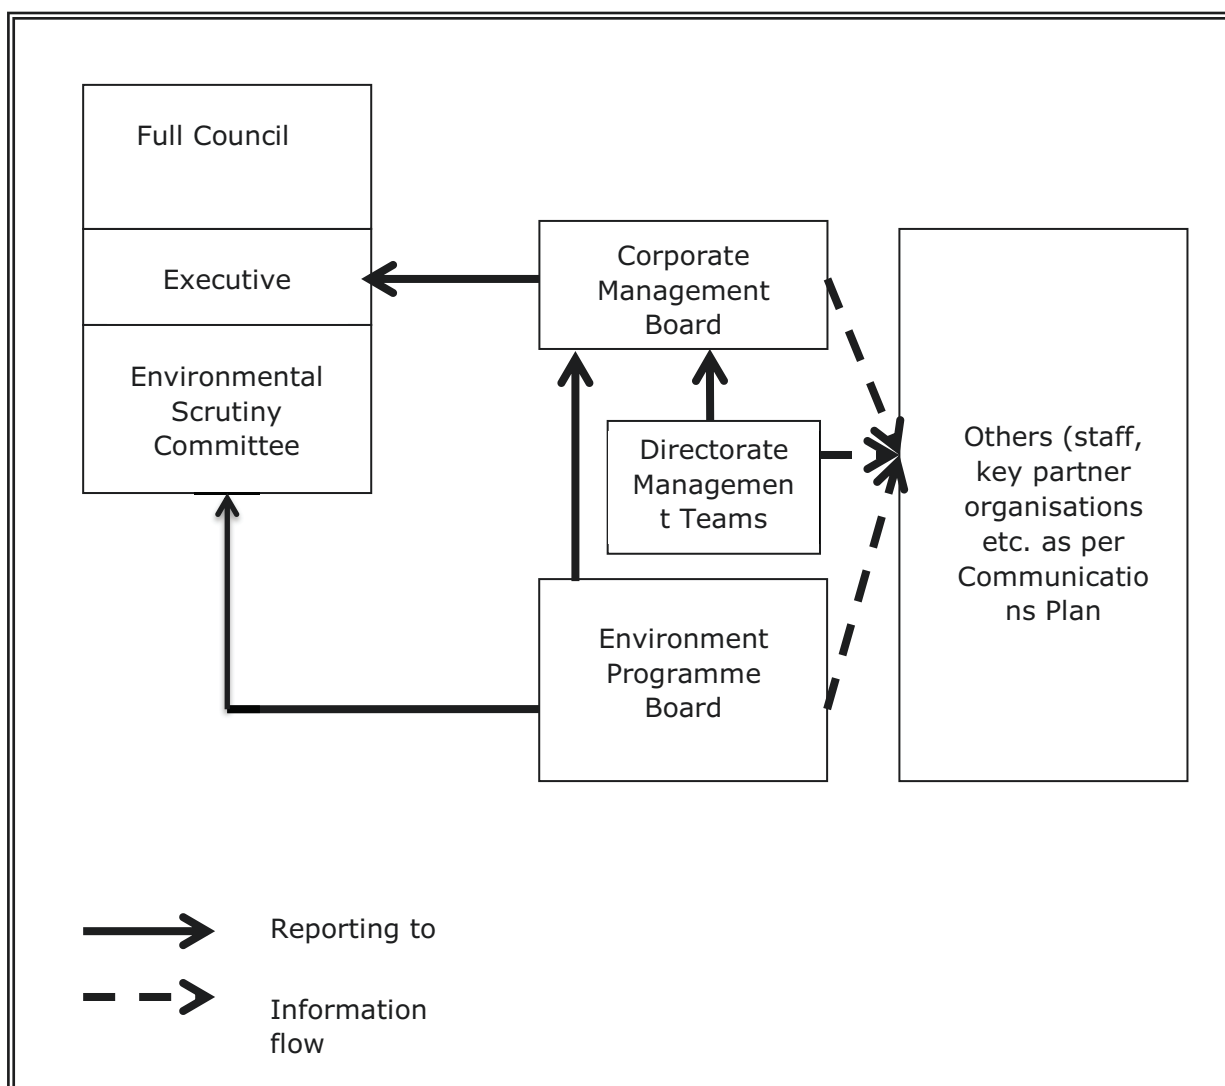 Full Council
Executive
Environmental
Scrutiny
Committee
Corporate
Management
Board
Directorate
Managemen
t Teams
Environment
Programme
Board
Others (staff,
key partner
organisations
etc. as per
Communicatio
ns Plan
Reporting to
Information
flow